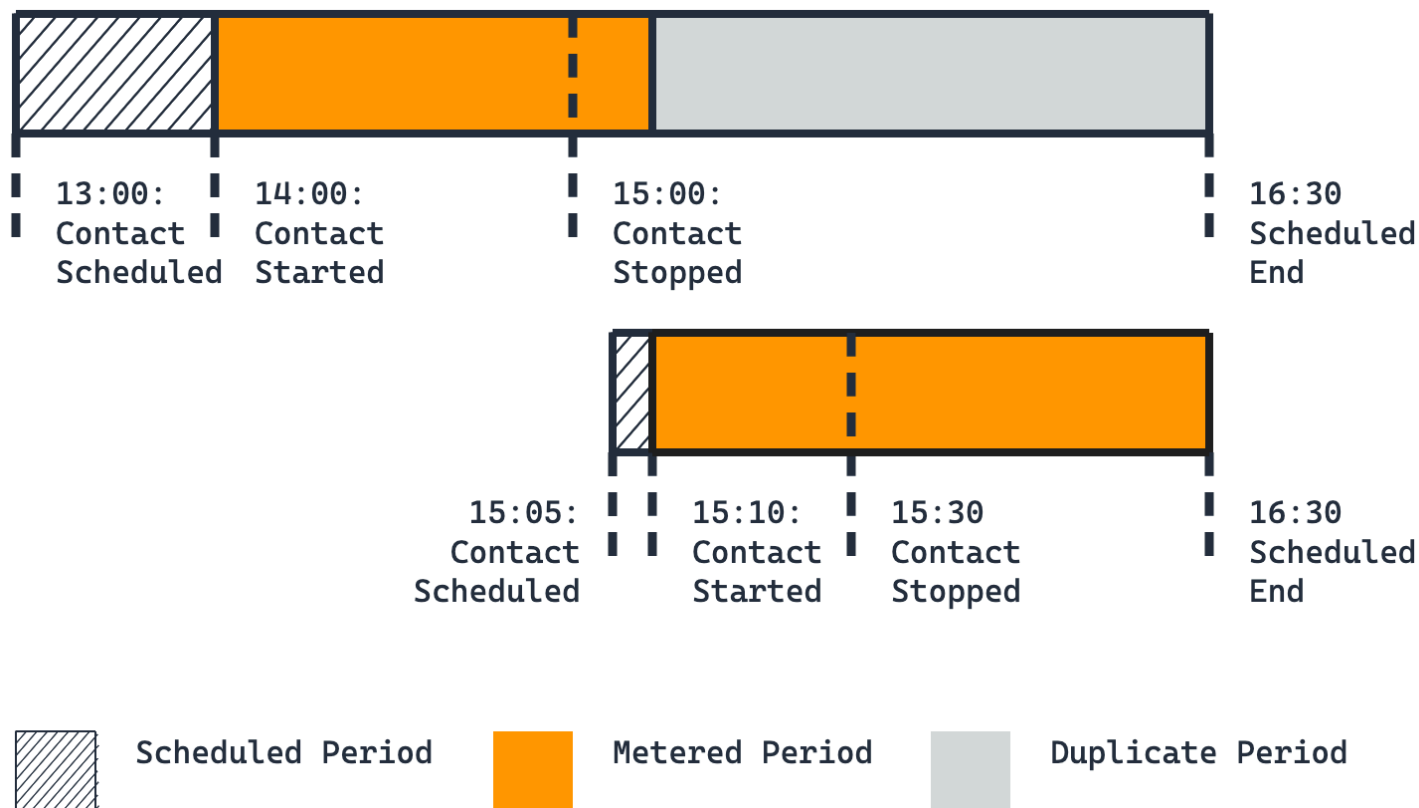 13:00:
Contact
Scheduled
14:00:
Contact
Started
15:00:
Contact
Stopped
16:30
Scheduled
End
15:05:
Contact
Scheduled
15:10:
Contact
Started
15:30
Contact
Stopped
16:30
Scheduled
End
Scheduled Period
Metered Period
Duplicate Period